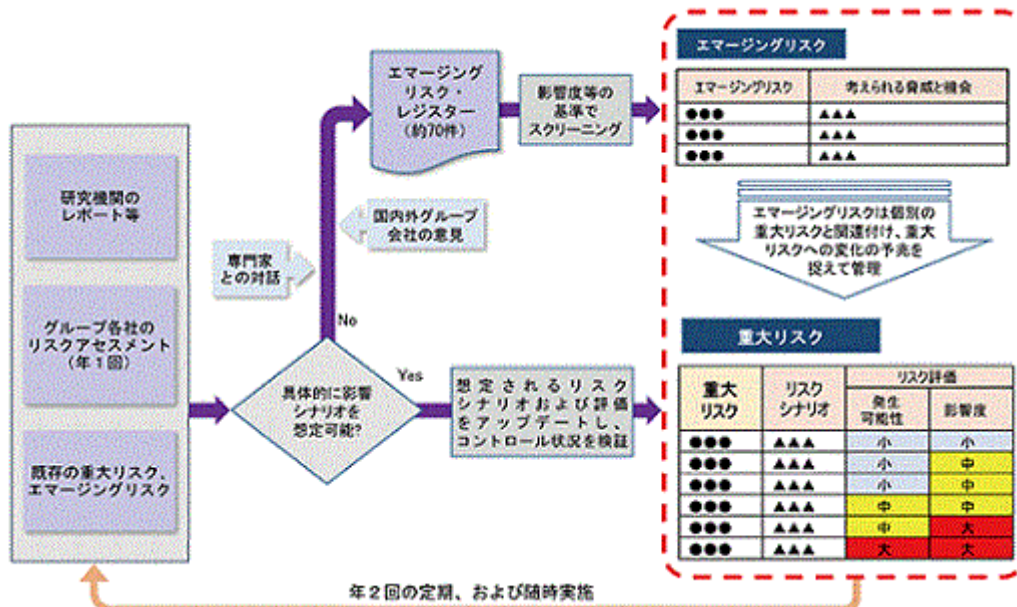 研究機関の
レポート等
グループ各社の
リスクアセスメント
(年1回)
既存の重大リスク、
エマージングリスク
具体的に影響
シナリオを
想定可能?
No
Yes
専門家
との対話
国内外グループ
会社の意見
エマージング
リスク・
レジスター
(約70件)
影響度等の
基準で
スクリーニング
想定されるリスク
シナリオおよび評価
をアップデートし、
コントロール状況を検証
エマージングリスク
エマージングリスク 考えられる脅威と機会
●●● ▲▲▲
●●● ▲▲▲
●●● ▲▲▲
エマージングリスクは個別の
重大リスクと関連付け、重大
リスクへの変化の予兆を
捉えて管理
重大リスク
重大
リスク
リスク
シナリオ
リスク評価
発生
可能性
影響度
●●● ▲▲▲ 小 小
●●● ▲▲▲ 小 中
●●● ▲▲▲ 小 中
●●● ▲▲▲ 中 中
●●● ▲▲▲ 中 大
●●● ▲▲▲ 大 大
年2回の定期、および随時実施